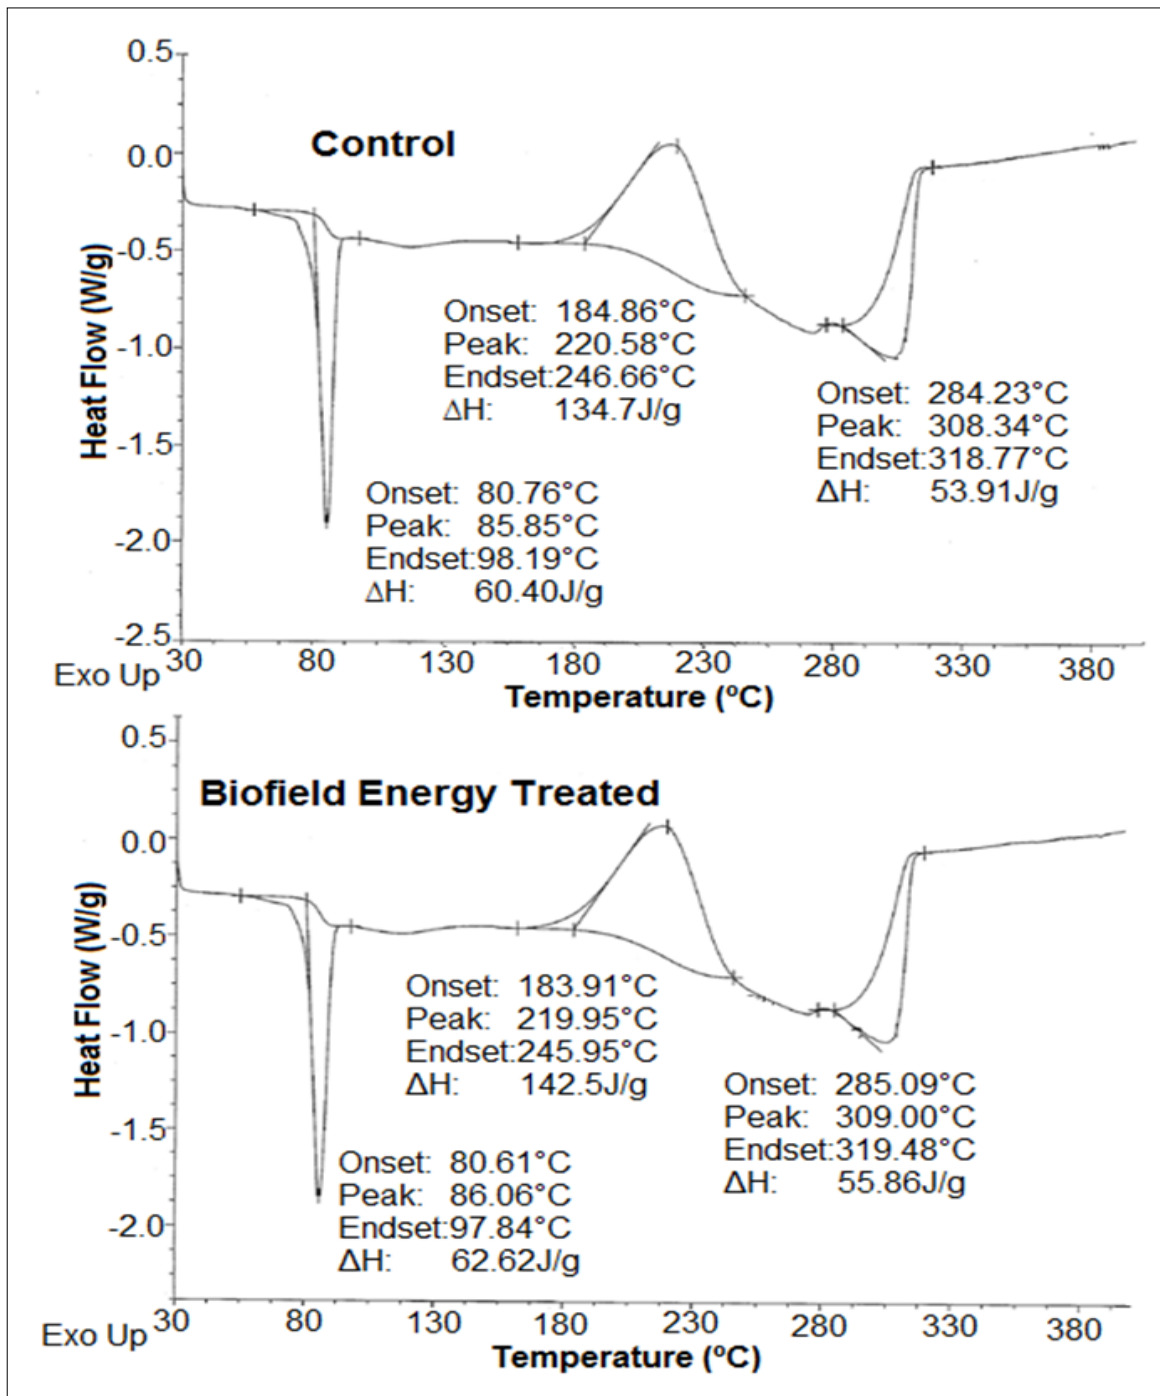 0.5
Control
0.0
-0.5
Heat Flow (W/g)
Onset: 184.86°C
Peak: 220.58°C
Endset:246.66°C
ΔH: 134.7J/g
-1.0
Onset: 284.23°C
Peak: 308.34°C
Endset:318.77°C
ΔH: 53.91J/g
-1.5
Onset: 80.76°C
Peak: 85.85°C
Endset:98.19°C
ΔH: 60.40J/g
-2.0
-2.5
Exo Up 30 80 130 180 230 280 330 380
Temperature (ºC)
0.5
Biofield Energy Treated
0.0
-0.5
Heat Flow (W/g)
Onset: 183.91°C
Peak: 219.95°C
Endset:245.95°C
ΔH: 142.5J/g
-1.0
Onset: 285.09°C
Peak: 309.00°C
Endset:319.48°C
ΔH: 55.86J/g
-1.5
Onset: 80.61°C
Peak: 86.06°C
Endset:97.84°C
ΔH: 62.62J/g
-2.0
Exo Up 30 80 130 180 230 280 330 380
Temperature (ºC)